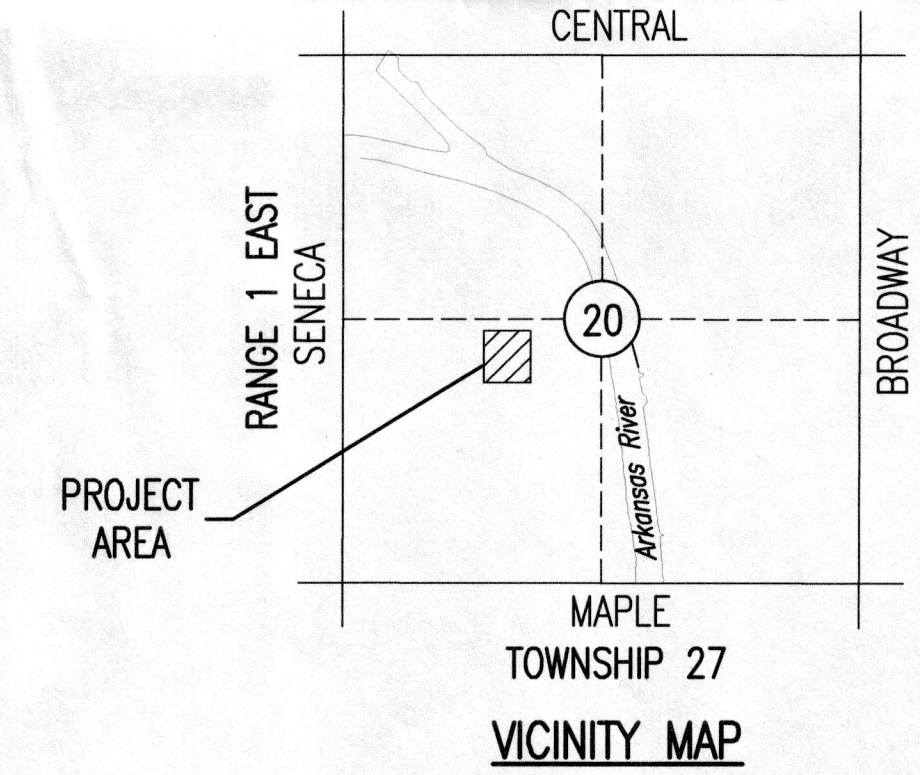 CENTRAL
RANGE 1 EAST
SENECA
BROADWAY
20
Arkansas River
PROJECT
AREA
MAPLE
TOWNSHIP 27
VICINITY MAP